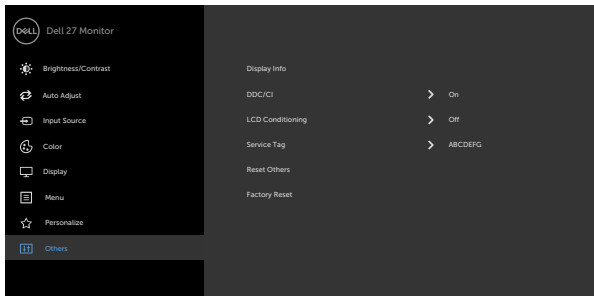 DELL Dell 27 Monitor
Brightness/Contrast
Auto Adjust
Input Source
Color
Display
Menu
Personalize
Others
Display Info
DDC/CI On
LCD Conditioning Off
Service Tag ABCDEFG
Reset Others
Factory Reset